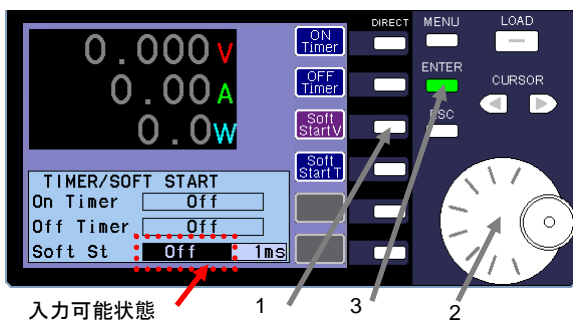 DIRECT MENU LOAD
0.000V
0.00A
0.0W
ON Timer
OFF Timer
Soft StartV
Soft Start T
ENTER
CURSOR
ESC
TIMER/SOFT START
On Timer Off
Off Timer Off
Soft St Off 1ms
入力可能状態 1 3 2